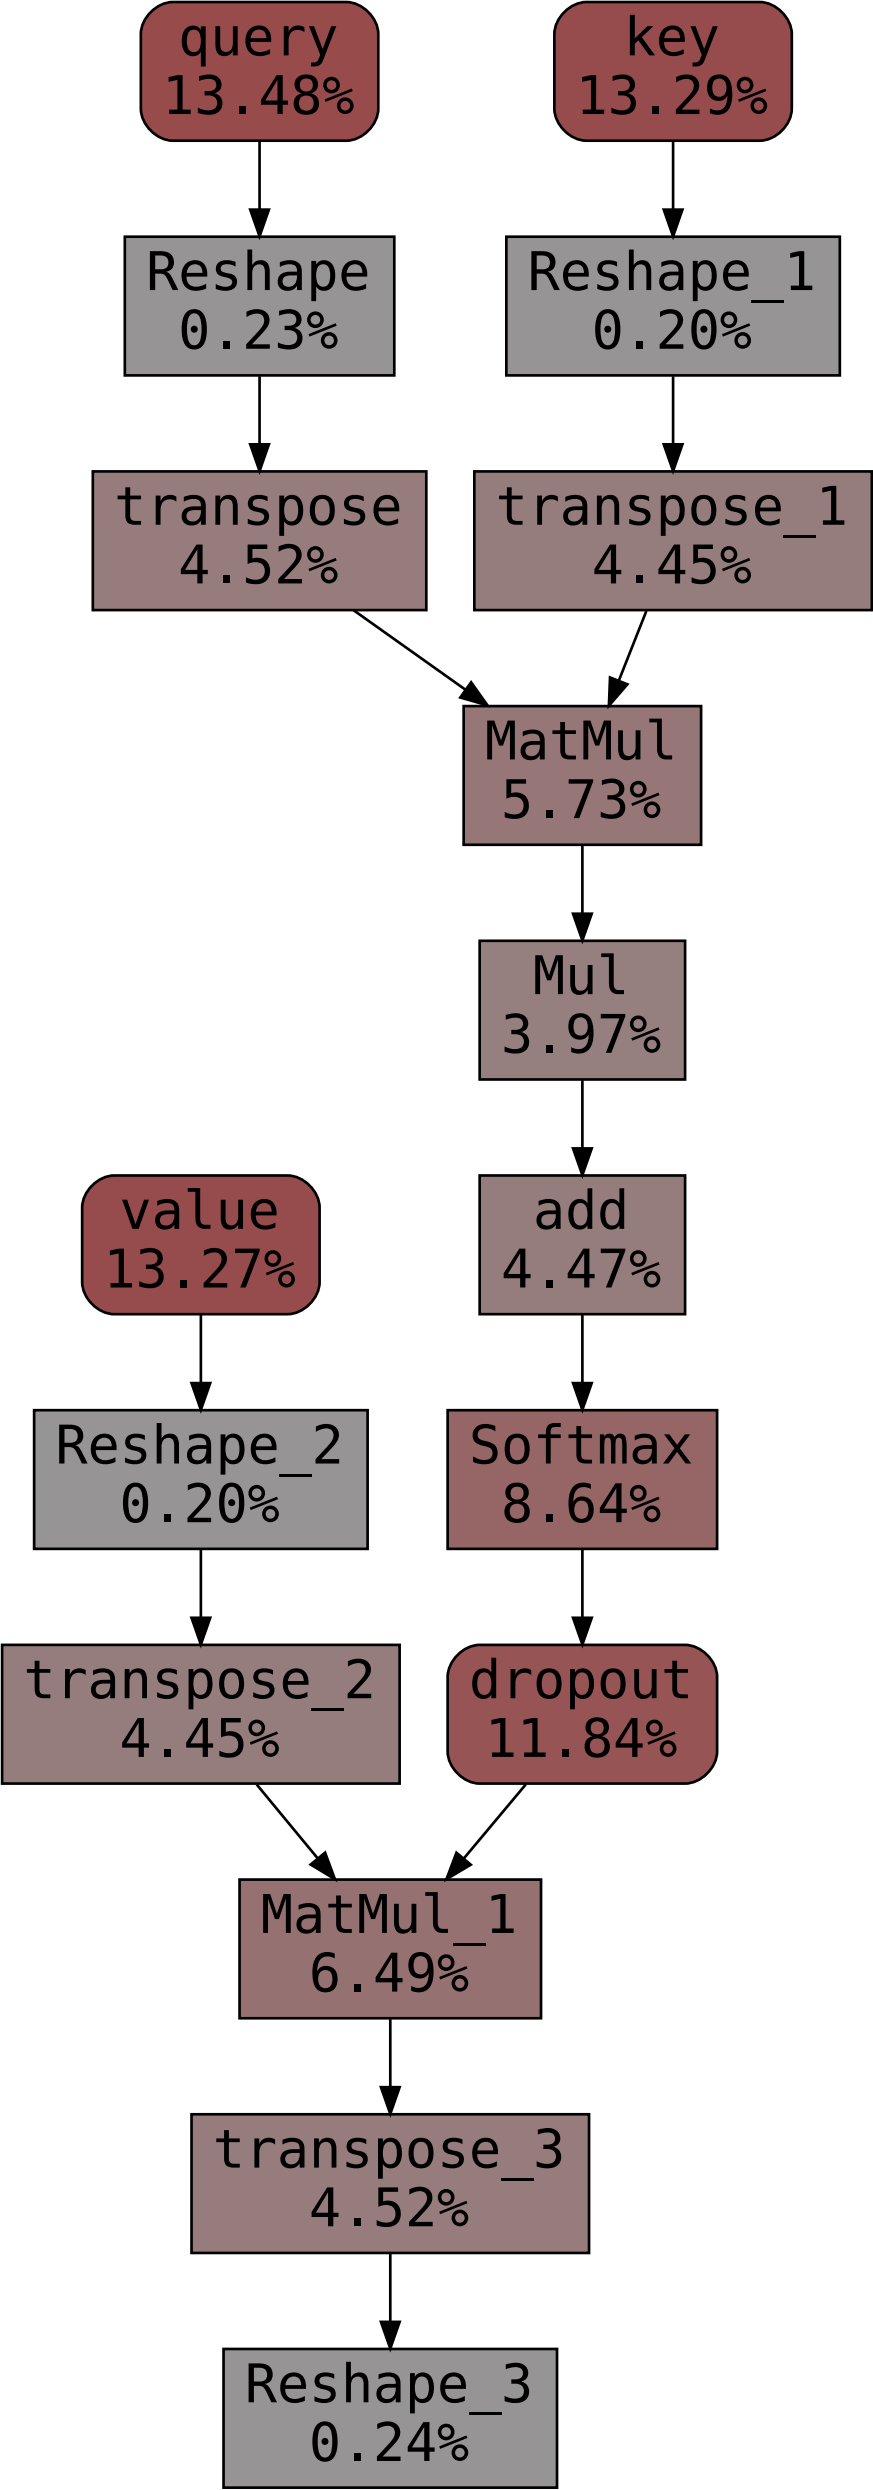 query
13.48%
key
13.29%
Reshape
0.23%
Reshape_1
0.20%
transpose
4.52%
transpose_1
4.45%
MatMul
5.73%
Mul
3.97%
value
13.27%
add
4.47%
Reshape_2
0.20%
Softmax
8.64%
transpose_2
4.45%
dropout
11.84%
MatMul_1
6.49%
transpose_3
4.52%
Reshape_3
0.24%